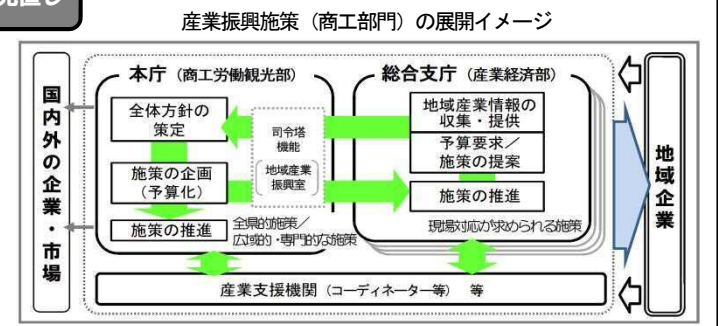 見直し
産業振興施策（商工部門）の展開イメージ
国内外の企業・市場
本庁（商工労働観光部）
全体方針の
策定
施策の企画
（予算化）
施策の推進
全県的施策／
広域的・専門的な施策
司令塔
機能
地域産業
振興室
総合支庁（産業経済部）
地域産業情報の
収集・提供
予算要求／
施策の提案
施策の推進
現場対応が求められる施策
地域企業
産業支援機関（コーディネーター等） 等